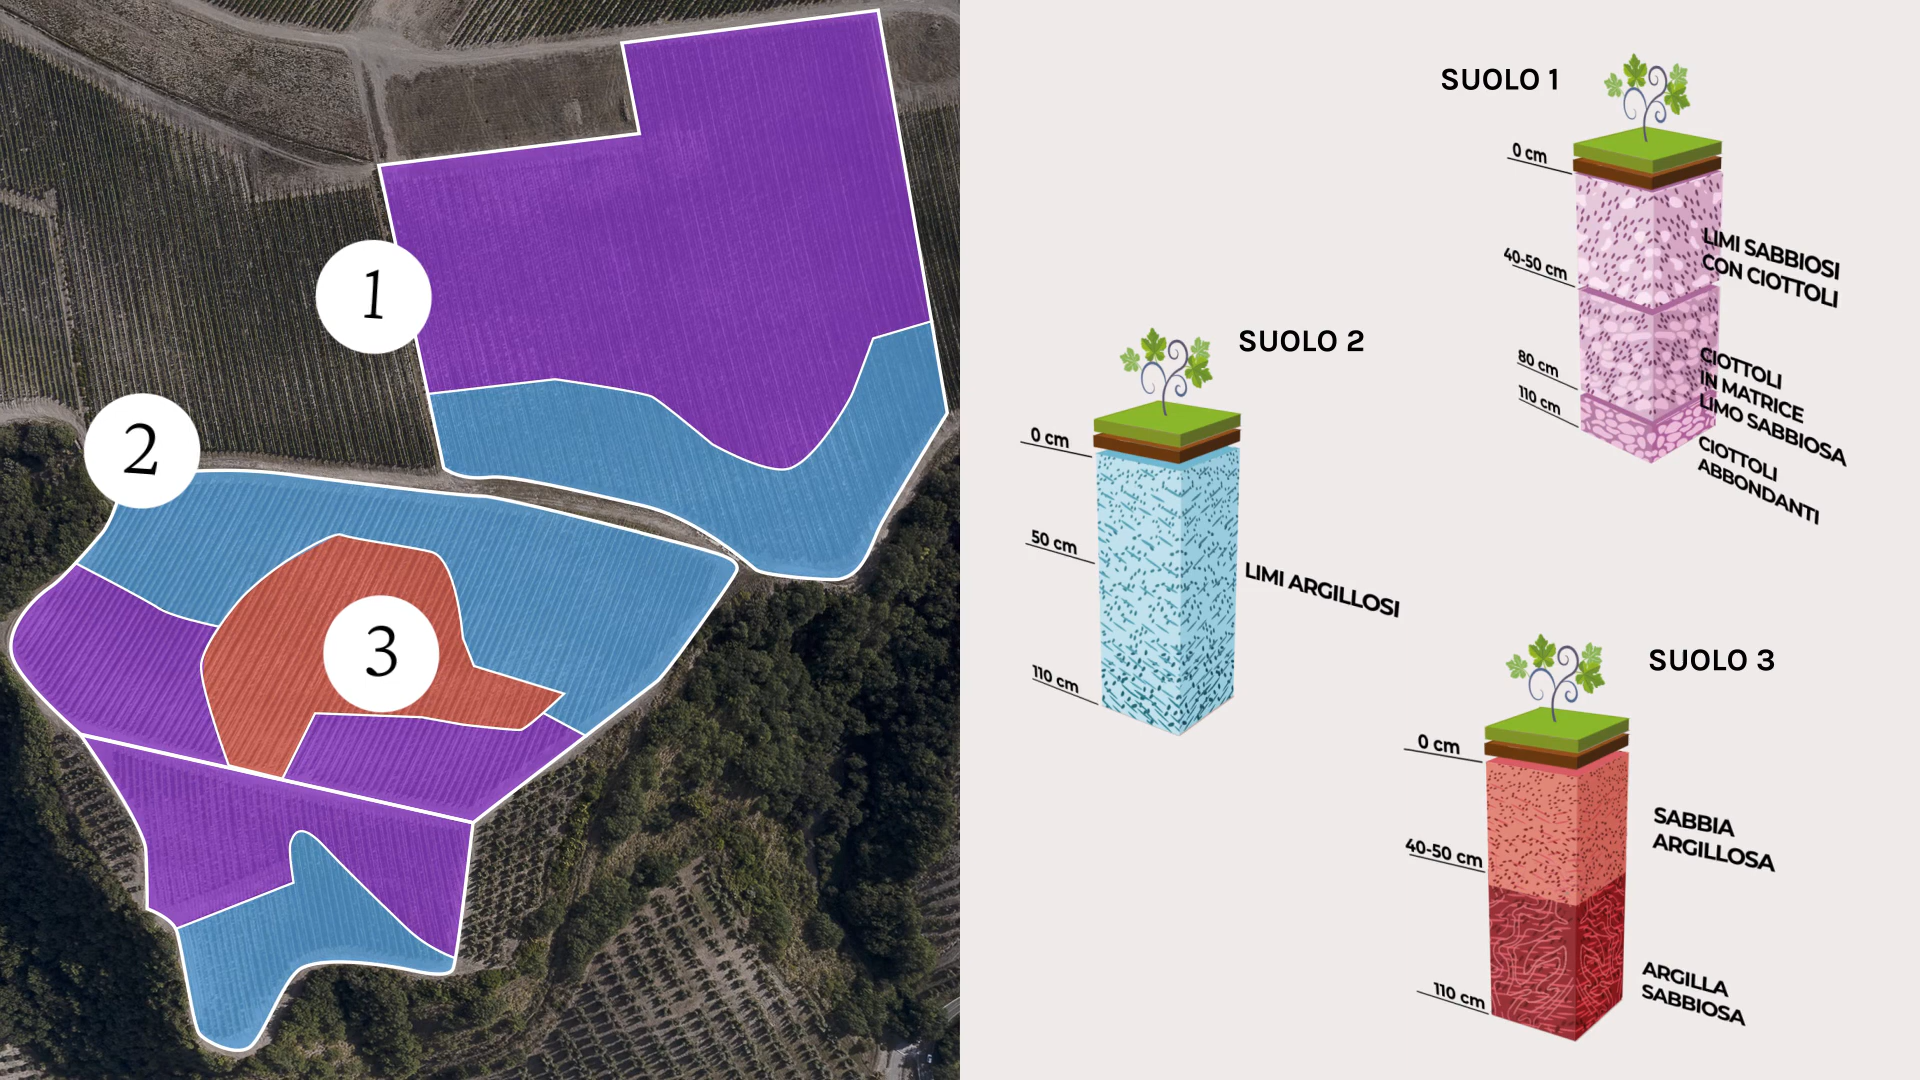 1
2
3
SUOLO 1
0 cm
40-50 cm
80 cm
110 cm
LIMI SABBIOSI
CON CIOTTOLI
CIOTTOLI
IN MATRICE
LIMO SABBIOSA
CIOTTOLI
ABBONDANTI
SUOLO 2
0 cm
50 cm
110 cm
LIMI ARGILLOSI
SUOLO 3
0 cm
40-50 cm
110 cm
SABBIA
ARGILLOSA
ARGILLA
SABBIOSA